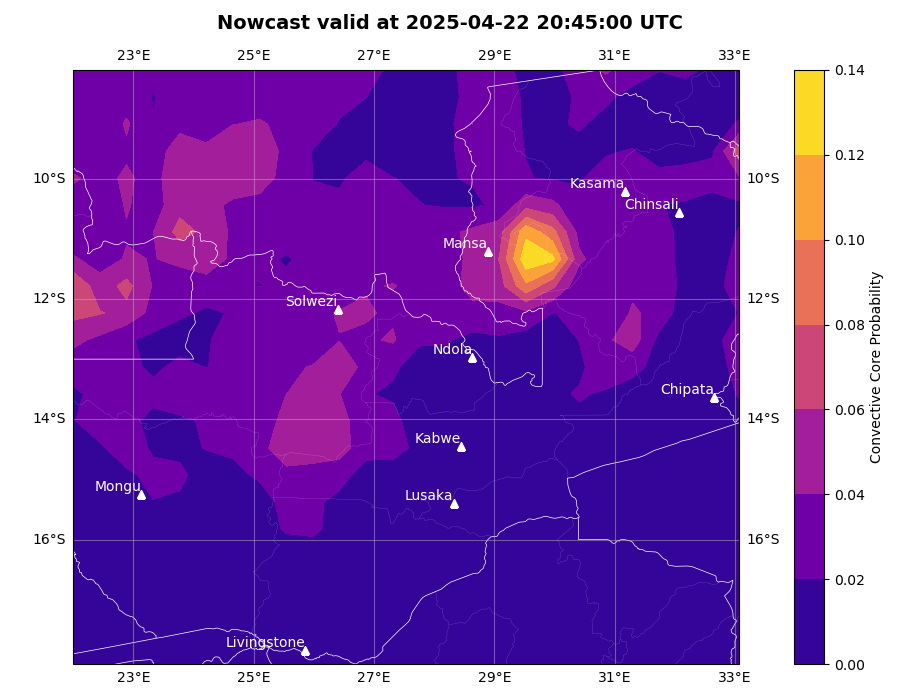 Nowcast valid at 2025-04-22 20:45:00 UTC
23°E 25°E 27°E 29°E 31°E 33°E
0.14
0.12
10°S 10°S
Kasama
Chinsali
Mansa
0.10
12°S 12°S
Solwezi
0.08
Ndola
Chipata
0.06
14°S 14°S
Kabwe
Mongu
Lusaka
0.04
16°S 16°S
0.02
Livingstone
0.00
23°E 25°E 27°E 29°E 31°E 33°E
Convective Core Probability